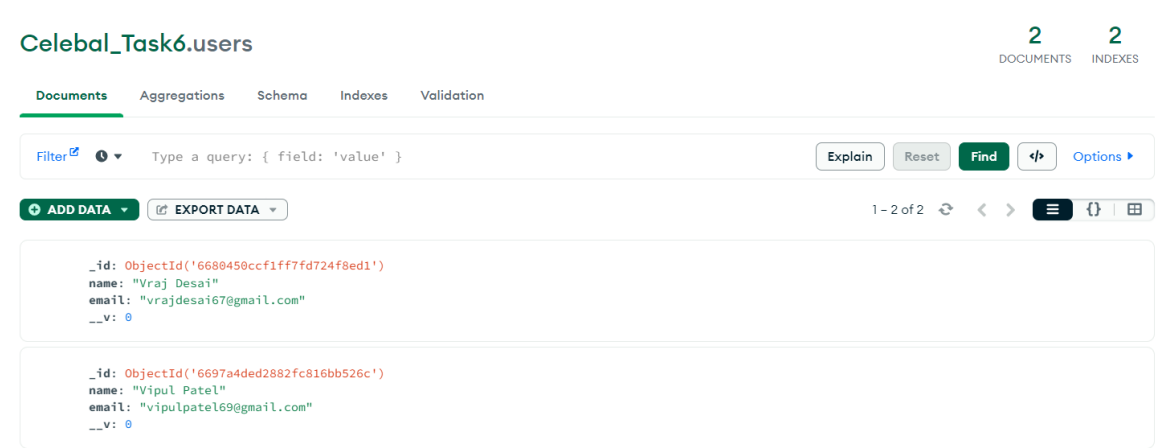 Celebal_Task6.users
2 2
DOCUMENTS INDEXES
Documents Aggregations Schema Indexes Validation
Filter Type a query: { field: 'value' } Explain Reset Find </> Options
ADD DATA EXPORT DATA 1 – 2 of 2 {}
_id: ObjectId('6680450ccf1ff7fd724f8ed1')
name: "Vraj Desai"
email: "vrajdesai67@gmail.com"
__v: 0
_id: ObjectId('6697a4ded2882fc816bb526c')
name: "Vipul Patel"
email: "vipulpatel69@gmail.com"
__v: 0